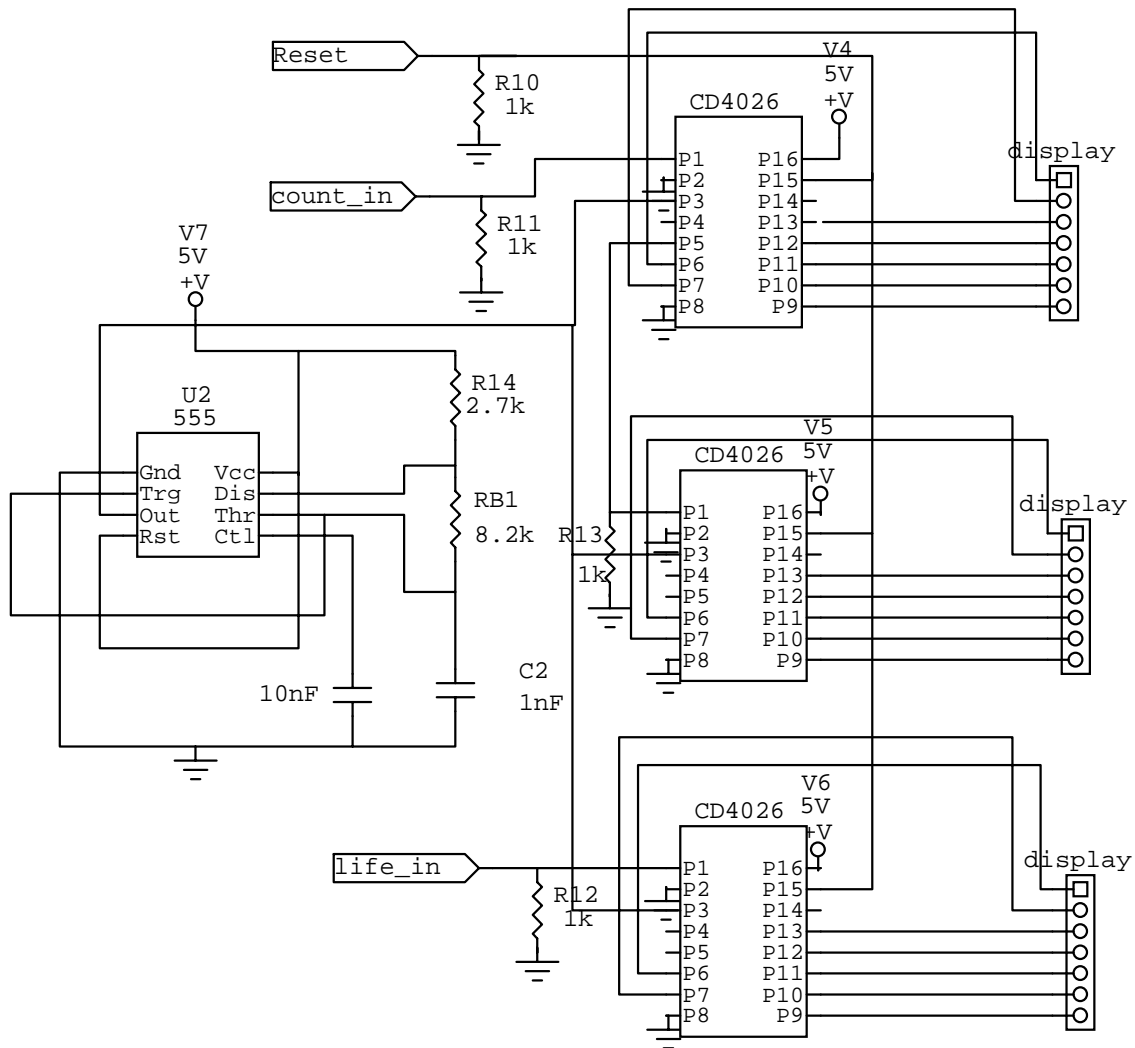 Reset
R10
1k
count_in
R11
1k
V4
5V
+V
CD4026
P1
P2
P3
P4
P5
P6
P7
P8
P16
P15
P14
P13
P12
P11
P10
P9
display
V7
5V
+V
U2
555
Gnd
Trg
Out
Rst
Vcc
Dis
Thr
Ctl
R14
2.7k
RB1
8.2k
10nF
C2
1nF
R13
1k
V5
5V
+V
CD4026
P1
P2
P3
P4
P5
P6
P7
P8
P16
P15
P14
P13
P12
P11
P10
P9
display
life_in
R12
1k
V6
5V
+V
CD4026
P1
P2
P3
P4
P5
P6
P7
P8
P16
P15
P14
P13
P12
P11
P10
P9
display